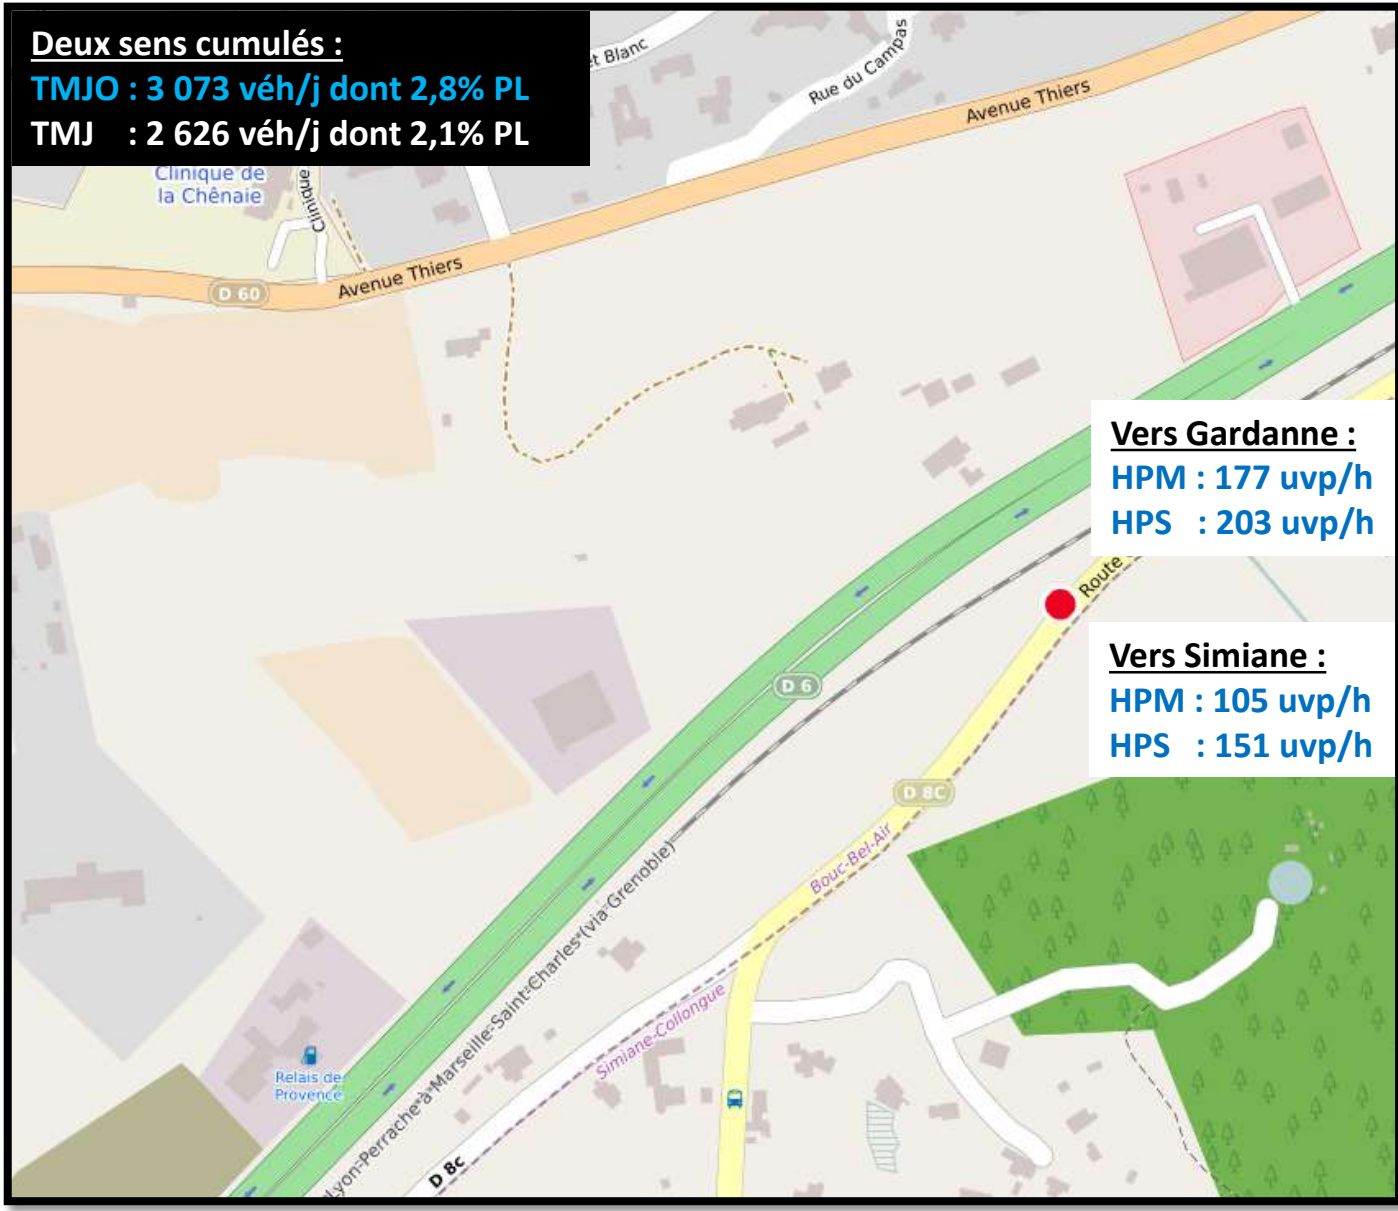 Deux sens cumulés :
TMJO : 3 073 véh/j dont 2,8% PL
TMJ : 2 626 véh/j dont 2,1% PL
et Blanc
Rue du Campas
Avenue Thiers
Clinique de
la Chênaie
Clinique
Avenue Thiers
D 60
Vers Gardanne :
HPM : 177 uvp/h
HPS : 203 uvp/h
Route
Vers Simiane :
HPM : 105 uvp/h
HPS : 151 uvp/h
D 6
D 8C
Bouc-Bel-Air
Simiane-Collongue
Lyon-Perrache à Marseille-Saint-Charles (via Grenoble)
Relais de
Provence
D 8c